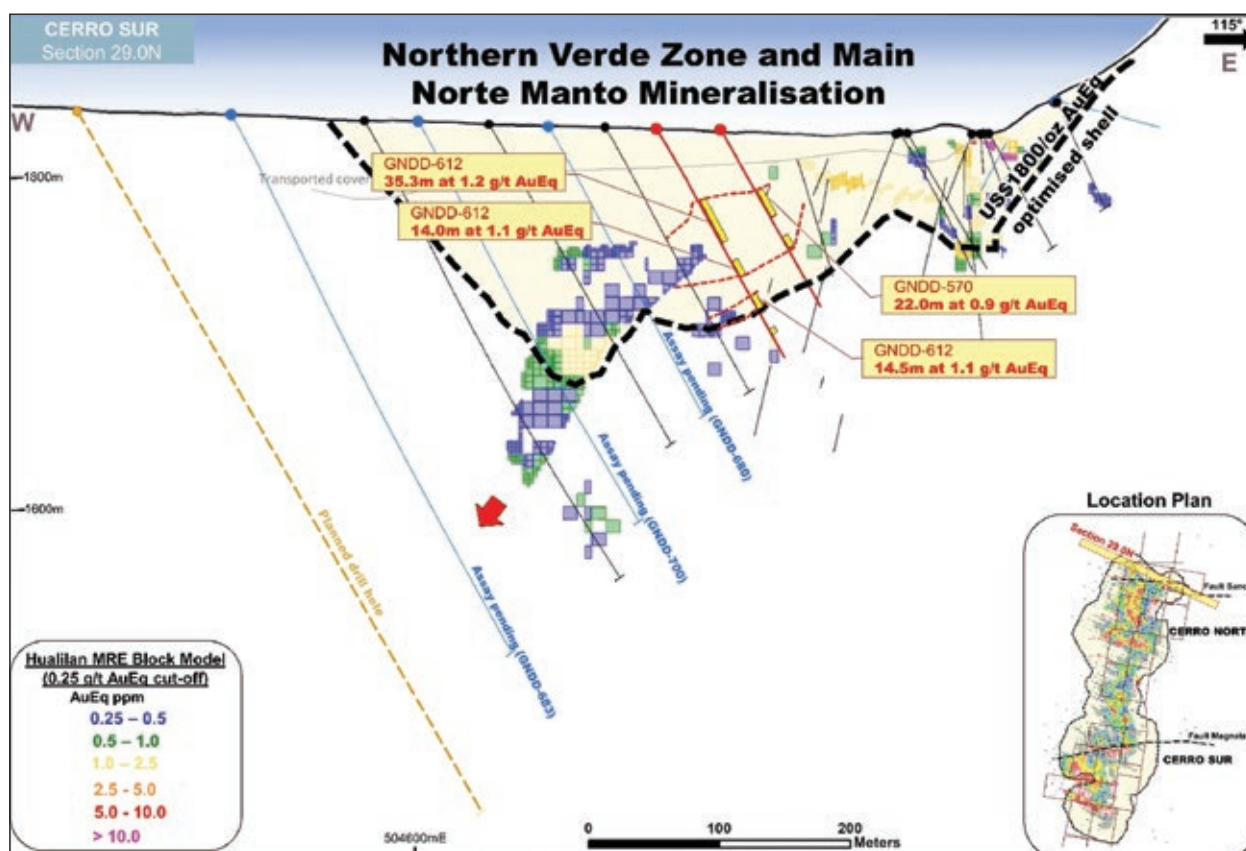 CERRO SUR
Section 29.0N
Northern Verde Zone and Main
Norte Manto Mineralisation
115°
E
W
US$1800/oz AuEq
optimised shell
1800m
Transported cover
GNDD-612
35.3m at 1.2 g/t AuEq
GNDD-612
14.0m at 1.1 g/t AuEq
GNDD-570
22.0m at 0.9 g/t AuEq
GNDD-612
14.5m at 1.1 g/t AuEq
Assay pending (GNDD-680)
Assay pending (GNDD-700)
Assay pending (GNDD-683)
Planned drill hole
1600m
Location Plan
Section 29.0N
Fault Sanc
CERRO NORT
Fault Magnata
CERRO SUR
Hualilan MRE Block Model
(0.25 g/t AuEq cut-off)
AuEq ppm
0.25 – 0.5
0.5 – 1.0
1.0 – 2.5
2.5 - 5.0
5.0 - 10.0
> 10.0
504600mE
0 100 200
Meters